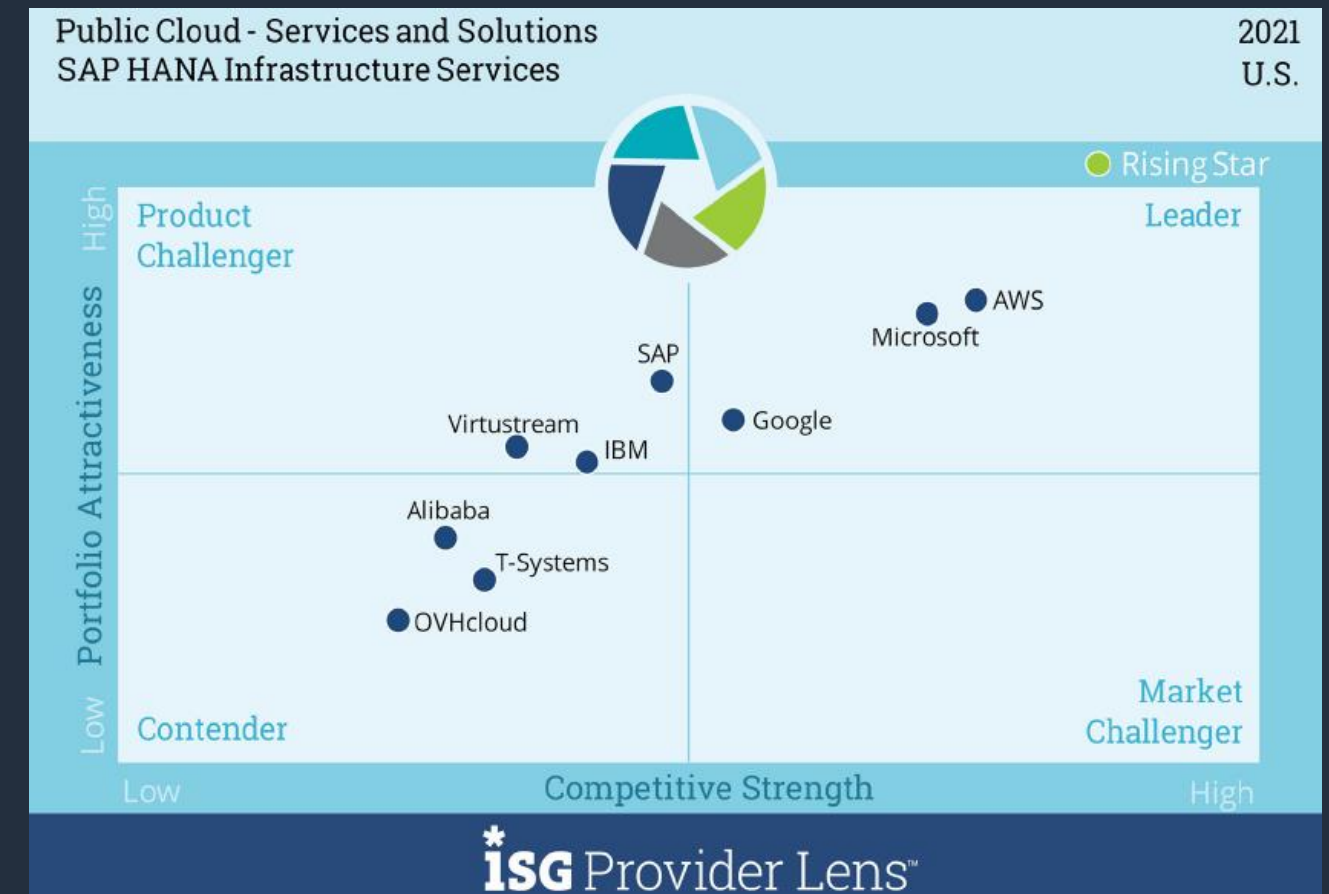 Public Cloud - Services and Solutions
SAP HANA Infrastructure Services
2021
U.S.
Rising Star
High
Portfolio Attractiveness
Low
Product
Challenger
Leader
AWS
Microsoft
SAP
Google
Virtustream
IBM
Alibaba
T-Systems
OVHcloud
Contender
Market
Challenger
Low
Competitive Strength
High
*ISG Provider Lens™